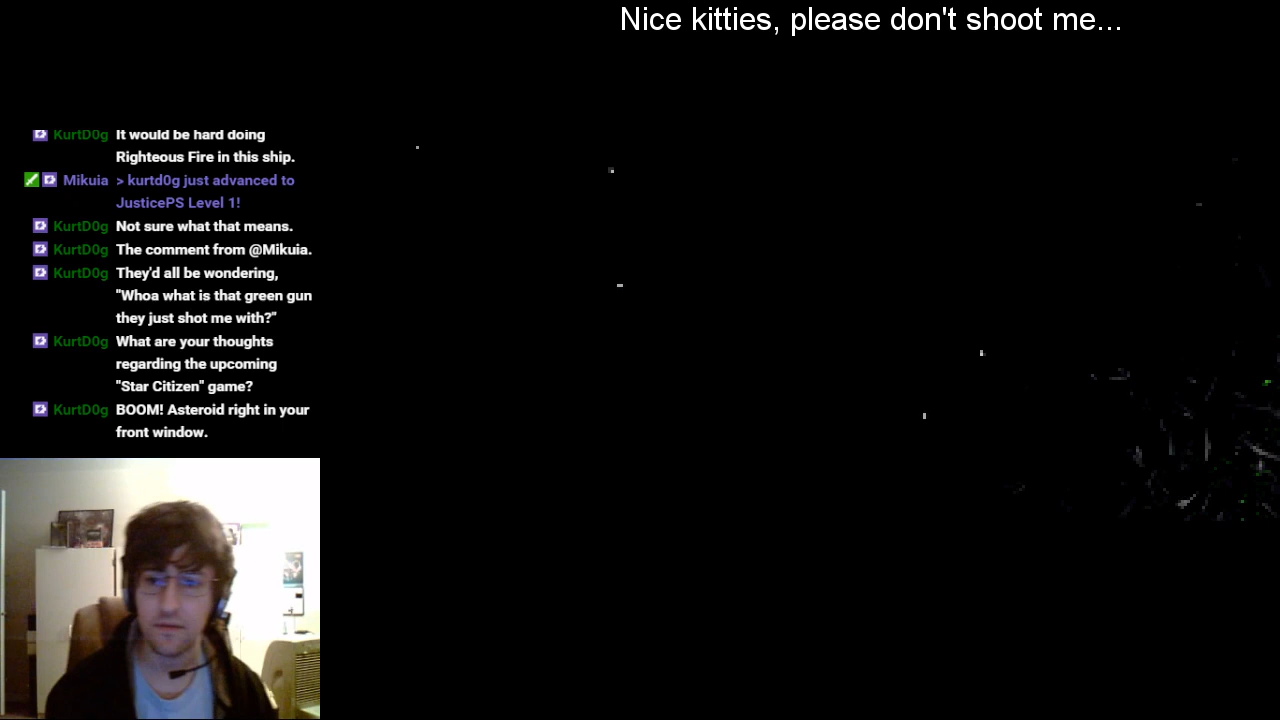 Nice kitties, please don't shoot me...
KurtD0g It would be hard doing
Righteous Fire in this ship.
Mikuia > kurtd0g just advanced to
JusticePS Level 1!
KurtD0g Not sure what that means.
KurtD0g The comment from @Mikuia.
KurtD0g They'd all be wondering,
"Whoa what is that green gun
they just shot me with?"
KurtD0g What are your thoughts
regarding the upcoming
"Star Citizen" game?
KurtD0g BOOM! Asteroid right in your
front window.